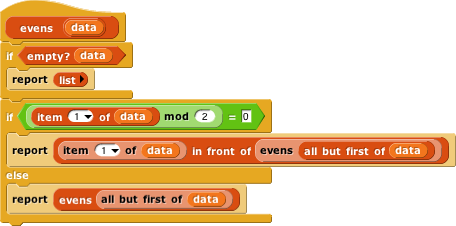 evens data
if empty? data
report list
if item 1 of data mod 2 = 0
report item 1 of data in front of evens all but first of data
else
report evens all but first of data